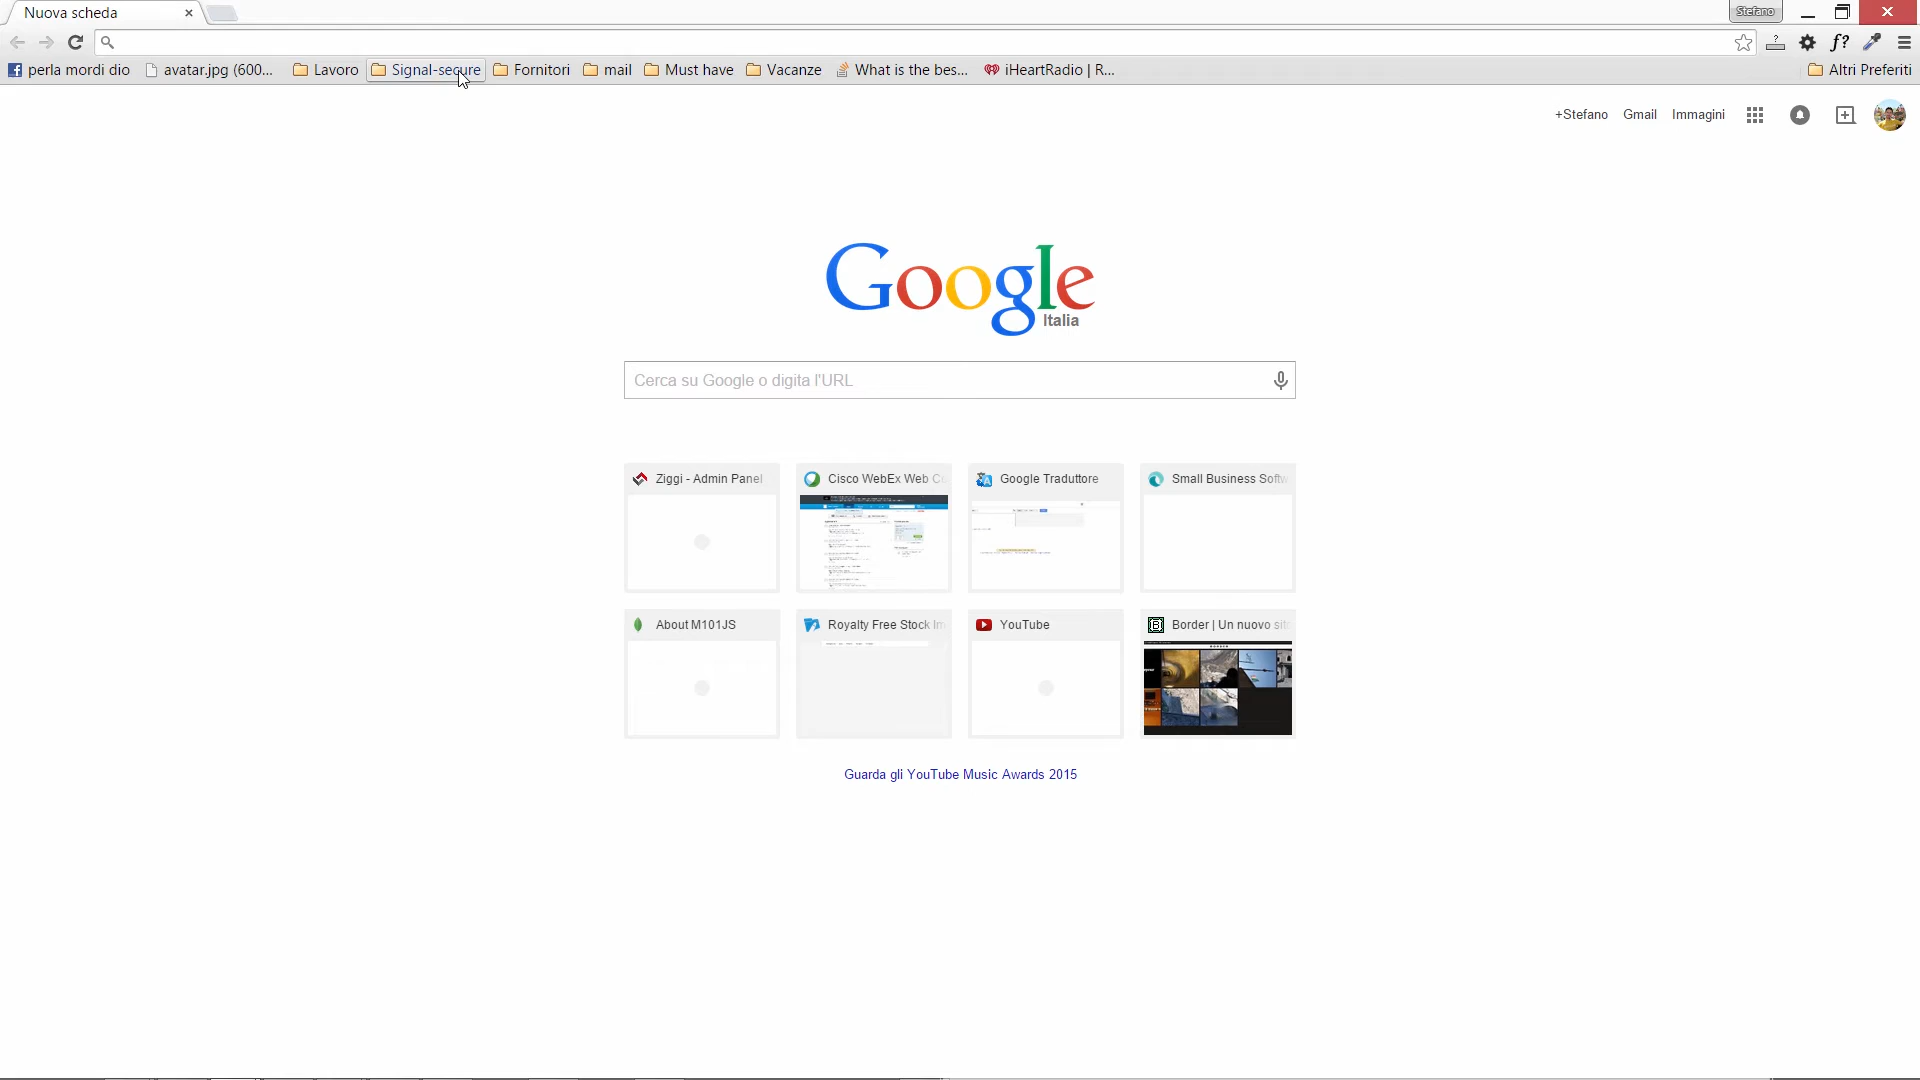 Nuova scheda
Stefano
f?
perla mordi dio avatar.jpg (600... Lavoro Signal-secure Fornitori mail Must have Vacanze What is the bes... iHeartRadio | R... Altri Preferiti
+Stefano Gmail Immagini
Google
Italia
Cerca su Google o digita l'URL
Ziggi - Admin Panel Cisco WebEx Web Google Traduttore Small Business
About M101JS Royalty Free Stock YouTube Border | Un nuovo
Guarda gli YouTube Music Awards 2015